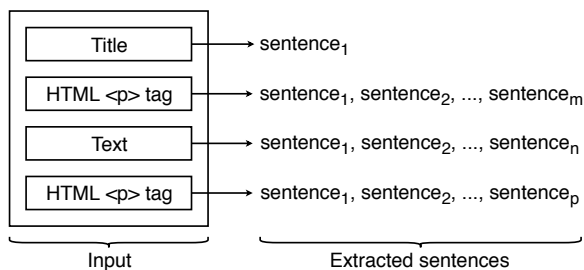 Title sentence₁
HTML <p> tag sentence₁, sentence₂, ..., sentenceₘ
Text sentence₁, sentence₂, ..., sentenceₙ
HTML <p> tag sentence₁, sentence₂, ..., sentenceₚ
Input Extracted sentences